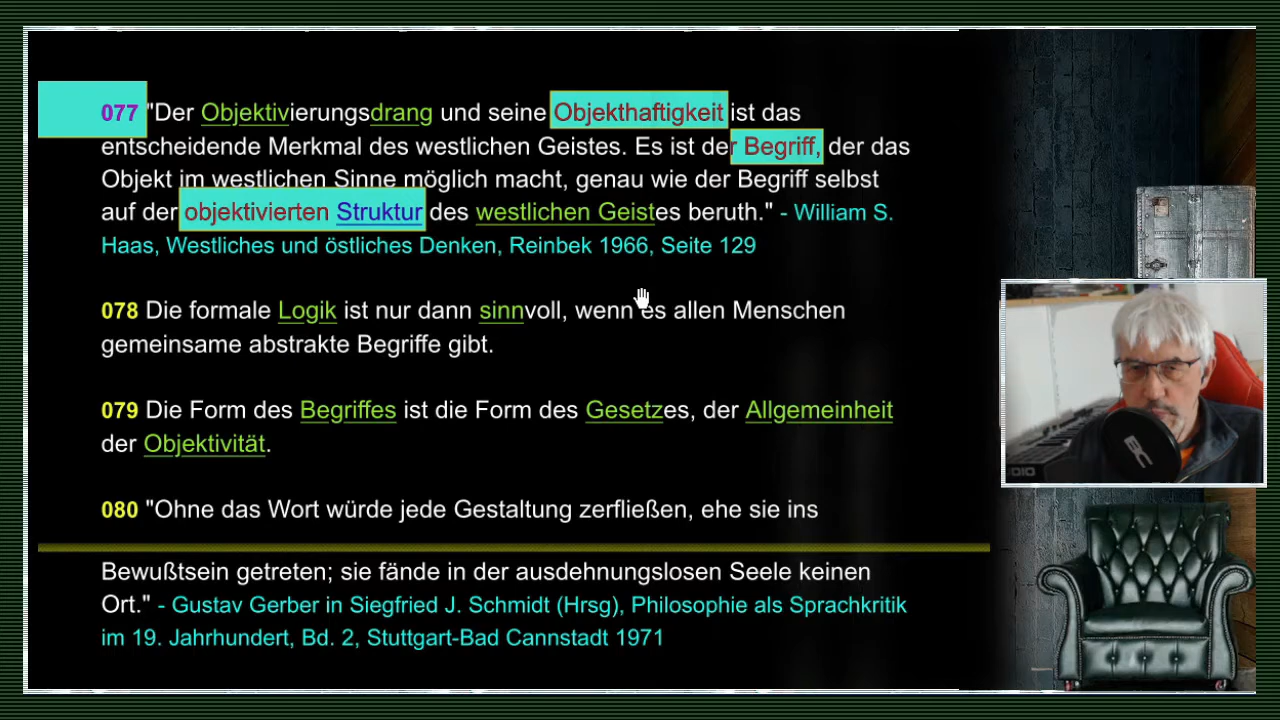 077 "Der Objektivierungsdrang und seine Objekthaftigkeit ist das
entscheidende Merkmal des westlichen Geistes. Es ist der Begriff, der das
Objekt im westlichen Sinne möglich macht, genau wie der Begriff selbst
auf der objektivierten Struktur des westlichen Geistes beruth." - William S.
Haas, Westliches und östliches Denken, Reinbek 1966, Seite 129
078 Die formale Logik ist nur dann sinnvoll, wenn es allen Menschen
gemeinsame abstrakte Begriffe gibt.
079 Die Form des Begriffes ist die Form des Gesetzes, der Allgemeinheit
der Objektivität.
080 "Ohne das Wort würde jede Gestaltung zerfließen, ehe sie ins
Bewußtsein getreten; sie fände in der ausdehnungslosen Seele keinen
Ort." - Gustav Gerber in Siegfried J. Schmidt (Hrsg), Philosophie als Sprachkritik
im 19. Jahrhundert, Bd. 2, Stuttgart-Bad Cannstadt 1971